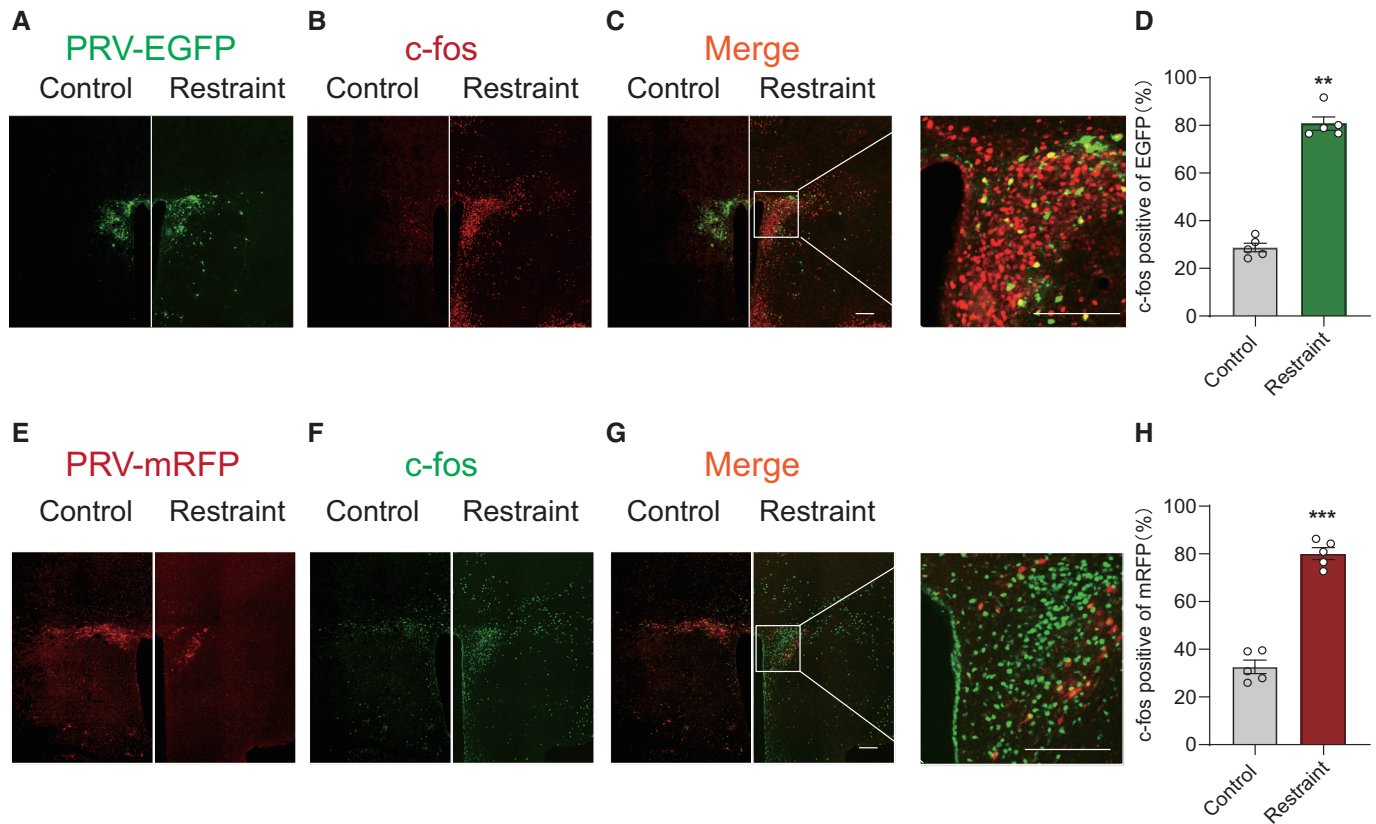 A
PRV-EGFP
Control Restraint
B
c-fos
Control Restraint
C
Merge
Control Restraint
D
c-fos positive of EGFP(%)
100
80
60
40
20
0
**
Control
Restraint
E
PRV-mRFP
Control Restraint
F
c-fos
Control Restraint
G
Merge
Control Restraint
H
c-fos positive of mRFP(%)
100
80
60
40
20
0
***
Control
Restraint